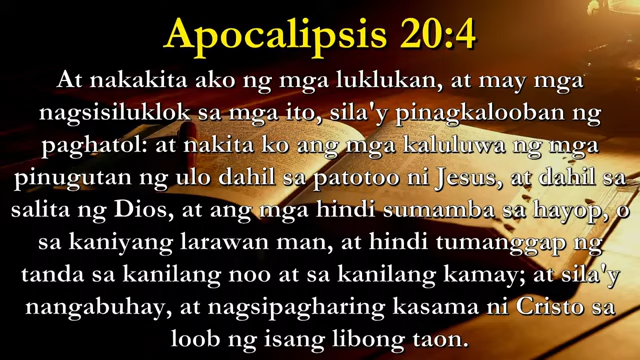 Apocalipsis 20:4
At nakakita ako ng mga luklukan, at may mga
nagsisiluklok sa mga ito, sila'y pinagkalooban ng
paghatol: at nakita ko ang mga kaluluwa ng mga
pinugutan ng ulo dahil sa patotoo ni Jesus, at dahil sa
salita ng Dios, at ang mga hindi sumamba sa hayop, o
sa kaniyang larawan man, at hindi tumanggap ng
tanda sa kanilang noo at sa kanilang kamay; at sila'y
nangabuhay, at nagsipagharing kasama ni Cristo sa
loob ng isang libong taon.